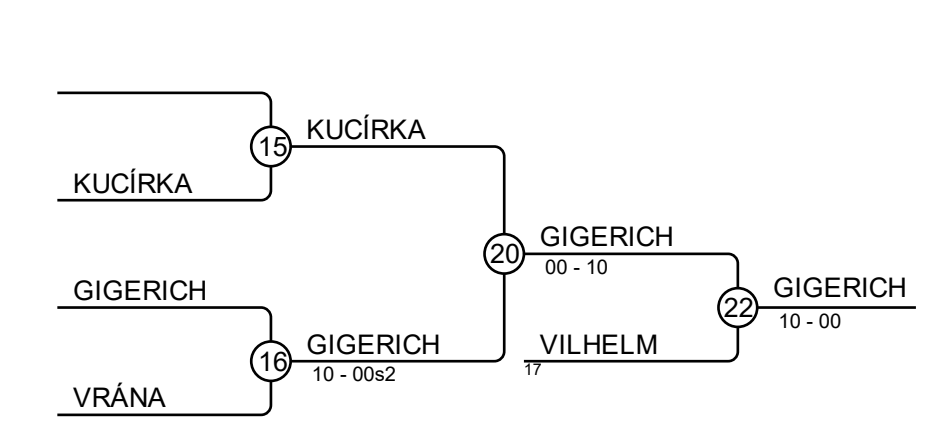 KUCÍRKA
15
KUCÍRKA
GIGERICH
20
00 - 10
GIGERICH
GIGERICH
22
10 - 00
GIGERICH
16
10 - 00s2
VILHELM
17
VRÁNA